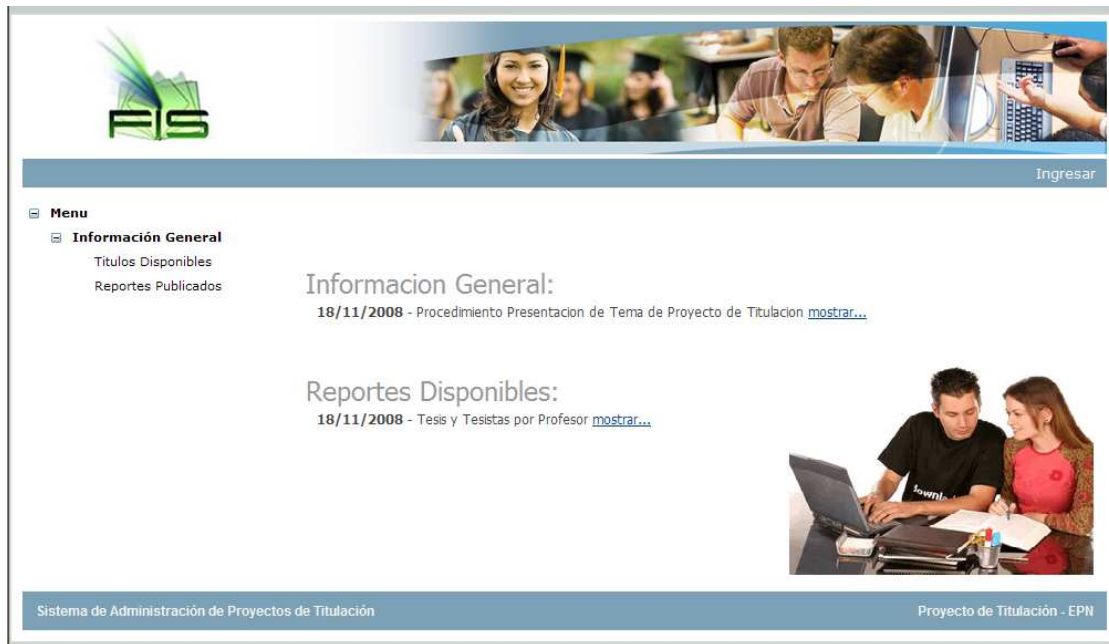 FIS
Ingresar
Menu
Información General
Titulos Disponibles
Reportes Publicados
Informacion General:
18/11/2008 - Procedimiento Presentacion de Tema de Proyecto de Titulacion mostrar...
Reportes Disponibles:
18/11/2008 - Tesis y Tesistas por Profesor mostrar...
Sistema de Administración de Proyectos de Titulación
Proyecto de Titulación - EPN